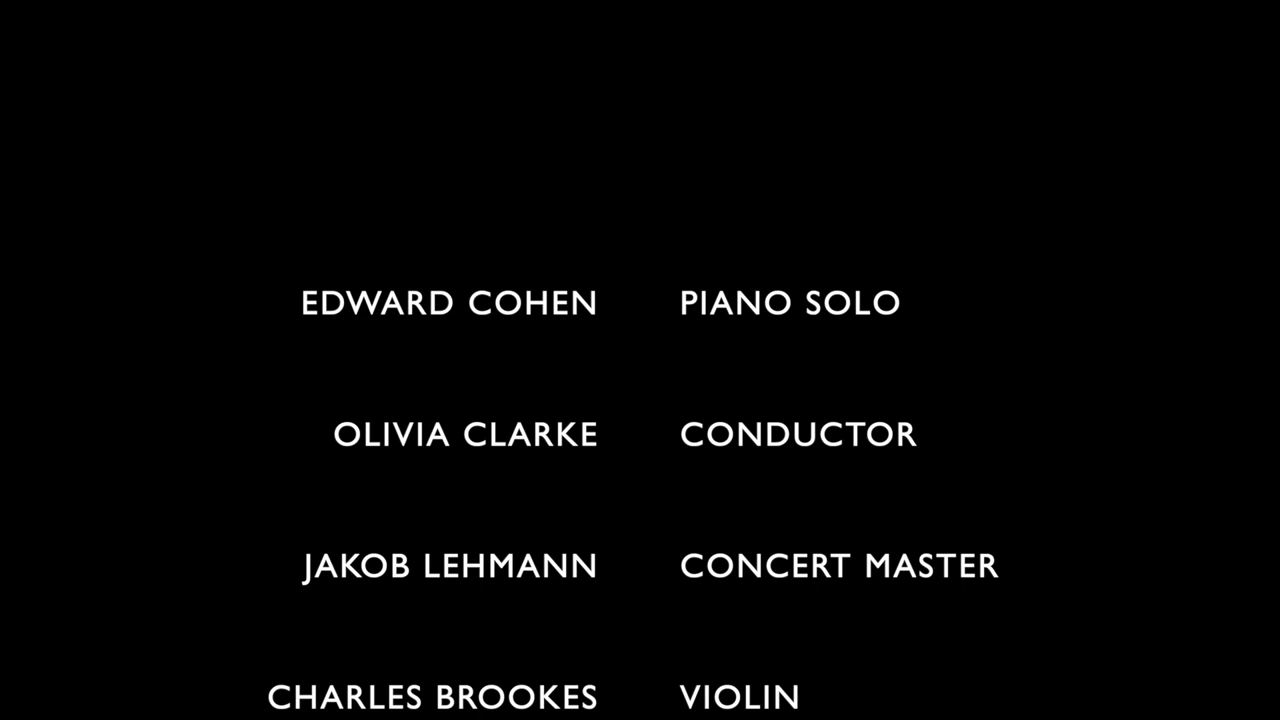 EDWARD COHEN PIANO SOLO
OLIVIA CLARKE CONDUCTOR
JAKOB LEHMANN CONCERT MASTER
CHARLES BROOKES VIOLIN